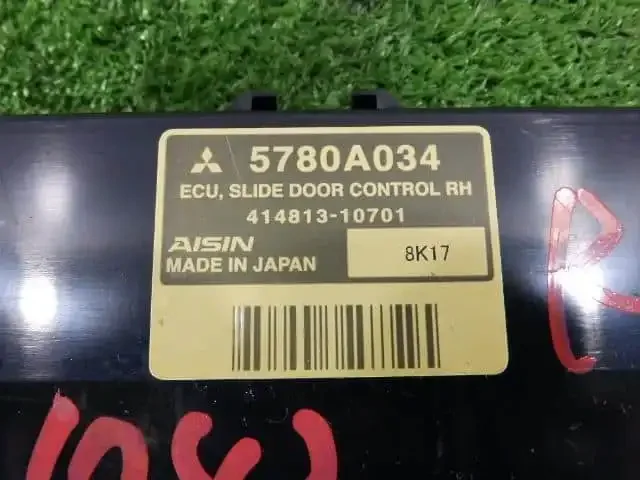 5780A034
ECU, SLIDE DOOR CONTROL RH
414813-10701
AISIN
MADE IN JAPAN
8K17
R